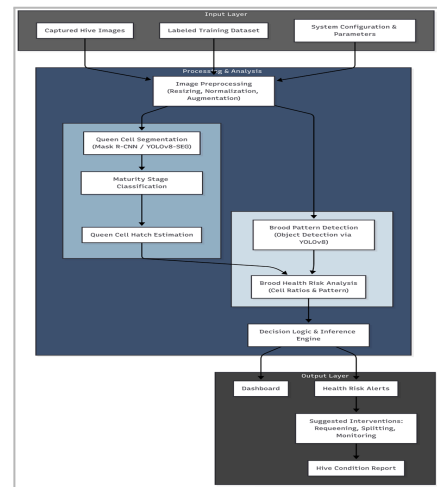 Input Layer
Captured Hive Images
Labeled Training Dataset
System Configuration &
Parameters
Processing & Analysis
Image Preprocessing
(Resizing, Normalization,
Augmentation)
Queen Cell Segmentation
(Mask R-CNN / YOLOv8-SEG)
Maturity Stage
Classification
Queen Cell Hatch Estimation
Brood Pattern Detection
(Object Detection via
YOLOv8)
Brood Health Risk Analysis
(Cell Ratios & Pattern)
Decision Logic & Inference
Engine
Output Layer
Dashboard
Health Risk Alerts
Suggested Interventions:
Requeening, Splitting,
Monitoring
Hive Condition Report